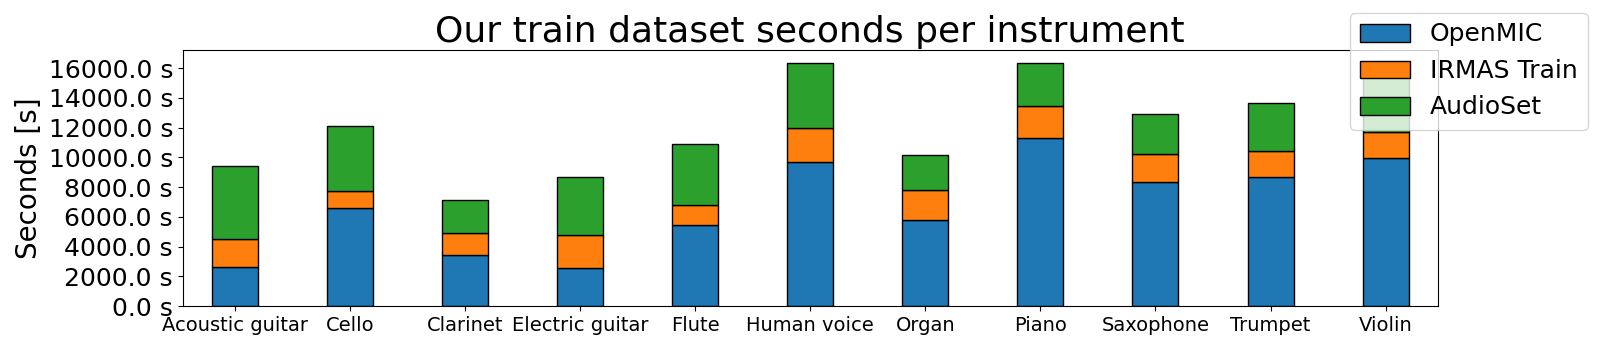 Our train dataset seconds per instrument
OpenMIC
IRMAS Train
AudioSet
Seconds [s]
16000.0 s
14000.0 s
12000.0 s
10000.0 s
8000.0 s
6000.0 s
4000.0 s
2000.0 s
0.0 s
Acoustic guitar
Cello
Clarinet
Electric guitar
Flute
Human voice
Organ
Piano
Saxophone
Trumpet
Violin